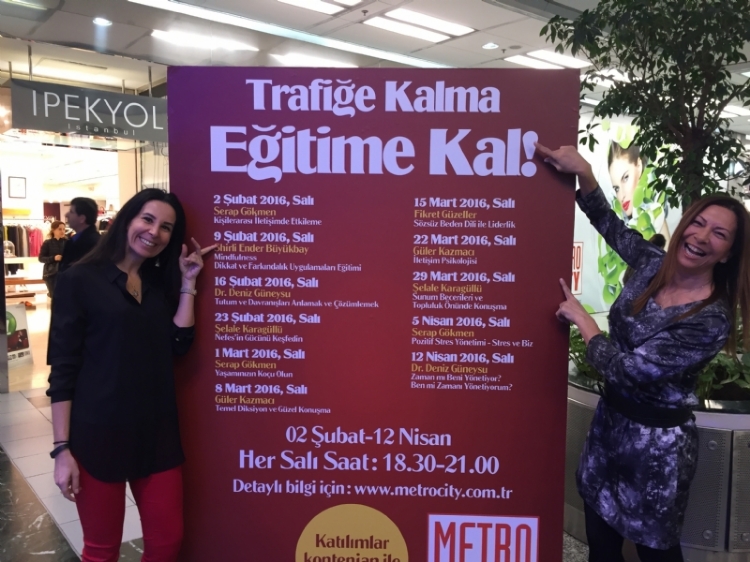 IPEKYOL
istanbul
Trafiğe Kalma
Eğitime Kal!
2 Şubat 2016, Salı
Serap Gökmen
Kişilerarası İletişimde Etkileme
9 Şubat 2016, Salı
Shirli Ender Büyükbay
Mindfulness
Dikkat ve Farkındalık Uygulamaları Eğitimi
16 Şubat 2016, Salı
Dr. Deniz Güneysu
Tutum ve Davranışları Anlamak ve Çözümlemek
23 Şubat 2016, Salı
Şelale Karagüllü
Nefes'in Gücünü Keşfedin
1 Mart 2016, Salı
Serap Gökmen
Yaşamınızın Koçu Olun
8 Mart 2016, Salı
Güler Kazmacı
Temel Diksiyon ve Güzel Konuşma
15 Mart 2016, Salı
Fikret Güzeller
Sözsüz Beden Dili ile Liderlik
22 Mart 2016, Salı
Güler Kazmacı
İletişim Psikolojisi
29 Mart 2016, Salı
Şelale Karagüllü
Sunum Becerileri ve
Topluluk Önünde Konuşma
5 Nisan 2016, Salı
Serap Gökmen
Pozitif Stres Yönetimi - Stres ve Biz
12 Nisan 2016, Salı
Dr. Deniz Güneysu
Zaman mı Beni Yönetiyor?
Ben mi Zamanı Yönetiyorum?
02 Şubat-12 Nisan
Her Salı Saat : 18.30-21.00
Detaylı bilgi için : www.metrocity.com.tr
Katılımlar
kontenjan ile
METRO